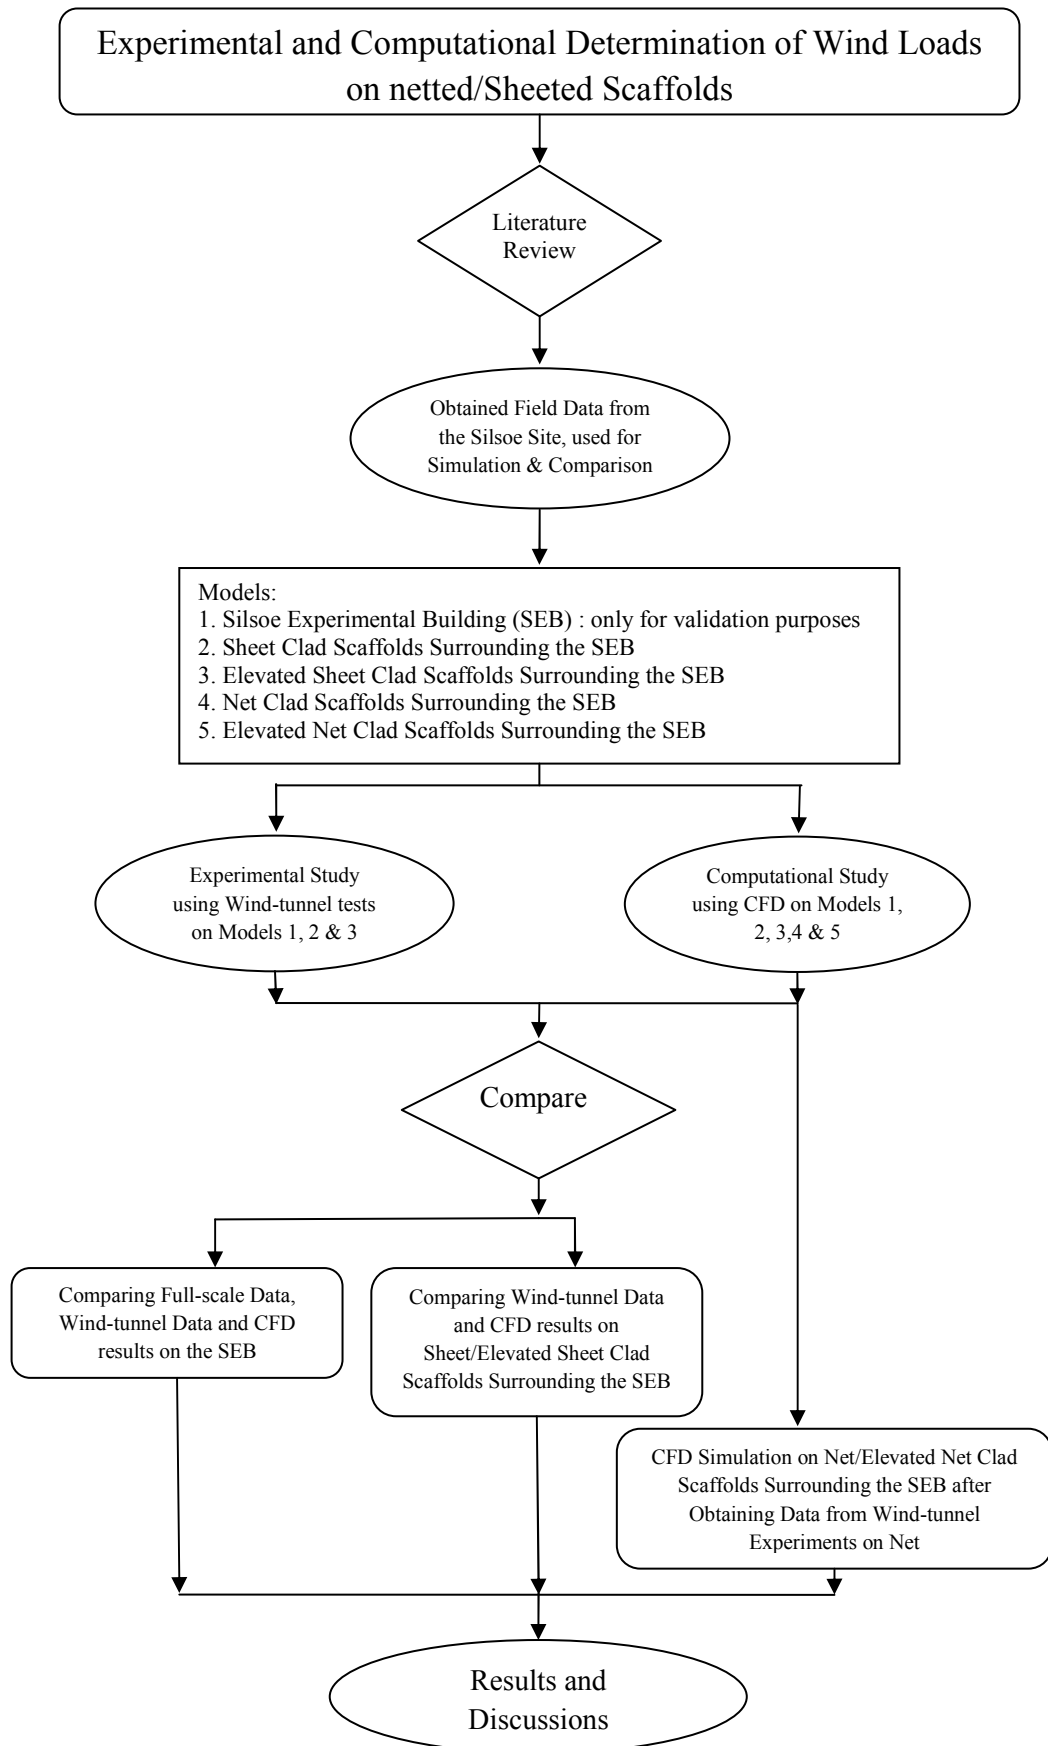 Experimental and Computational Determination of Wind Loads
on netted/Sheeted Scaffolds
Literature
Review
Obtained Field Data from
the Silsoe Site, used for
Simulation & Comparison
Models:
1. Silsoe Experimental Building (SEB) : only for validation purposes
2. Sheet Clad Scaffolds Surrounding the SEB
3. Elevated Sheet Clad Scaffolds Surrounding the SEB
4. Net Clad Scaffolds Surrounding the SEB
5. Elevated Net Clad Scaffolds Surrounding the SEB
Experimental Study
using Wind-tunnel tests
on Models 1, 2 & 3
Computational Study
using CFD on Models 1,
2, 3,4 & 5
Compare
Comparing Full-scale Data,
Wind-tunnel Data and CFD
results on the SEB
Comparing Wind-tunnel Data
and CFD results on
Sheet/Elevated Sheet Clad
Scaffolds Surrounding the SEB
CFD Simulation on Net/Elevated Net Clad
Scaffolds Surrounding the SEB after
Obtaining Data from Wind-tunnel
Experiments on Net
Results and
Discussions